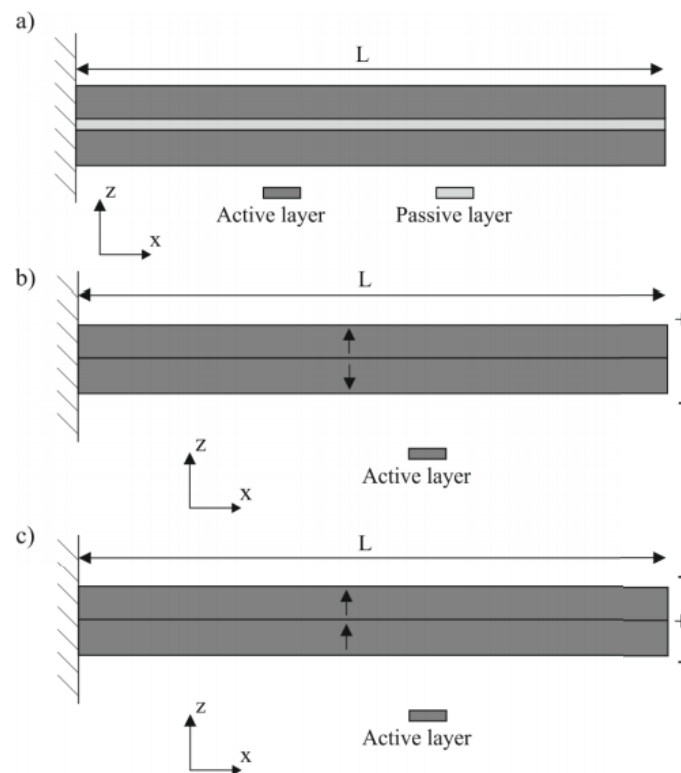 a)
L
z
x
Active layer
Passive layer
b)
L
+
-
z
x
Active layer
c)
L
-
+
-
z
x
Active layer